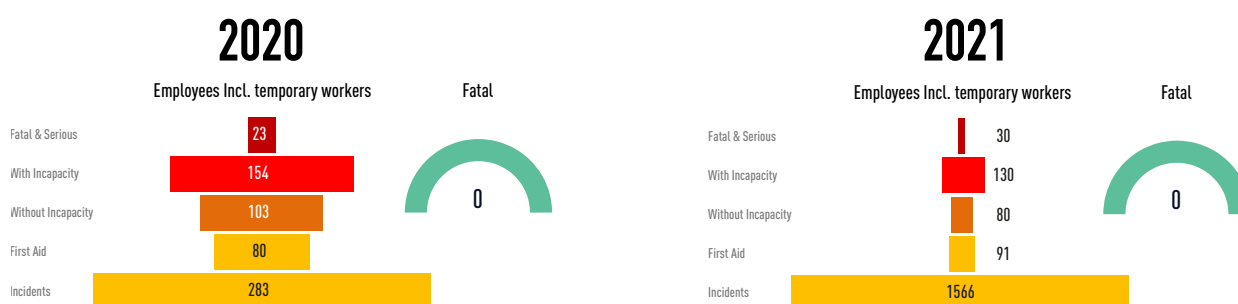 2020
Employees Incl. temporary workers
Fatal
Fatal & Serious
23
With Incapacity
154
Without Incapacity
103
First Aid
80
Incidents
283
0
2021
Employees Incl. temporary workers
Fatal
Fatal & Serious
30
With Incapacity
130
Without Incapacity
80
First Aid
91
Incidents
1566
0